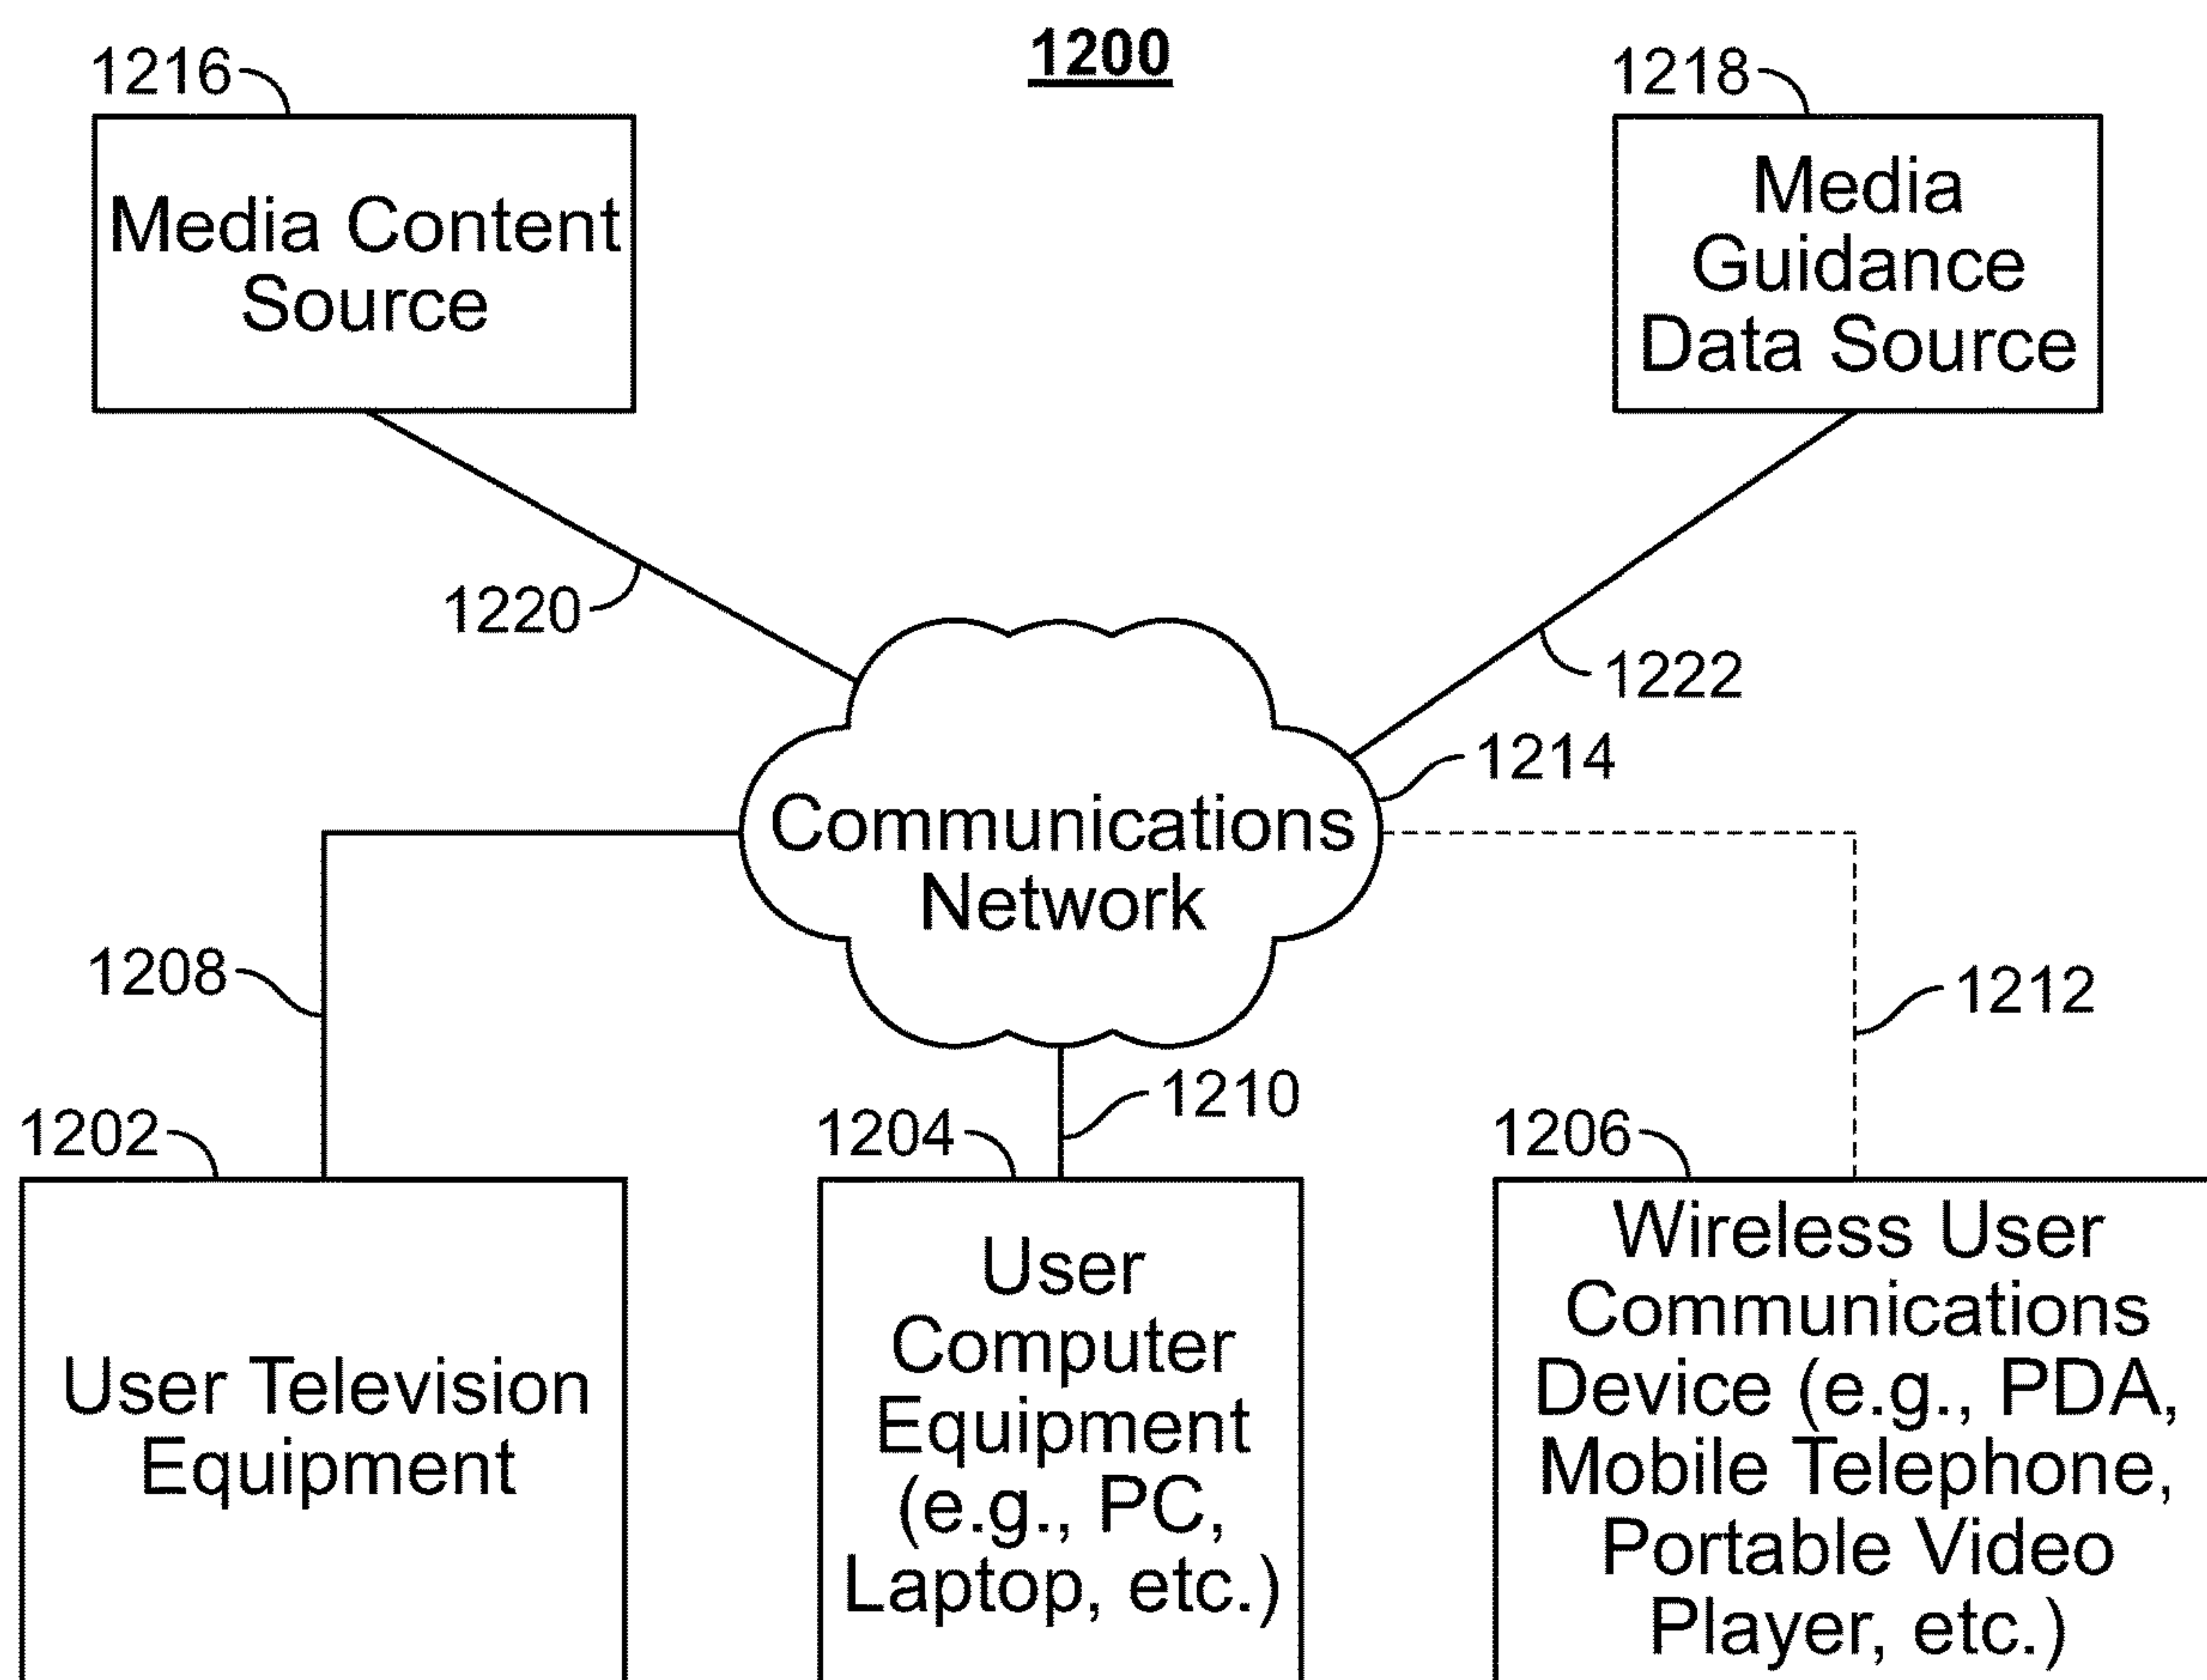 1200
1216
1218
Media Content
Source
Media
Guidance
Data Source
1220
1222
1214
Communications
Network
1208
1212
1210
1202
1204
1206
User Television
Equipment
User
Computer
Equipment
(e.g., PC,
Laptop, etc.)
Wireless User
Communications
Device (e.g., PDA,
Mobile Telephone,
Portable Video
Player, etc.)